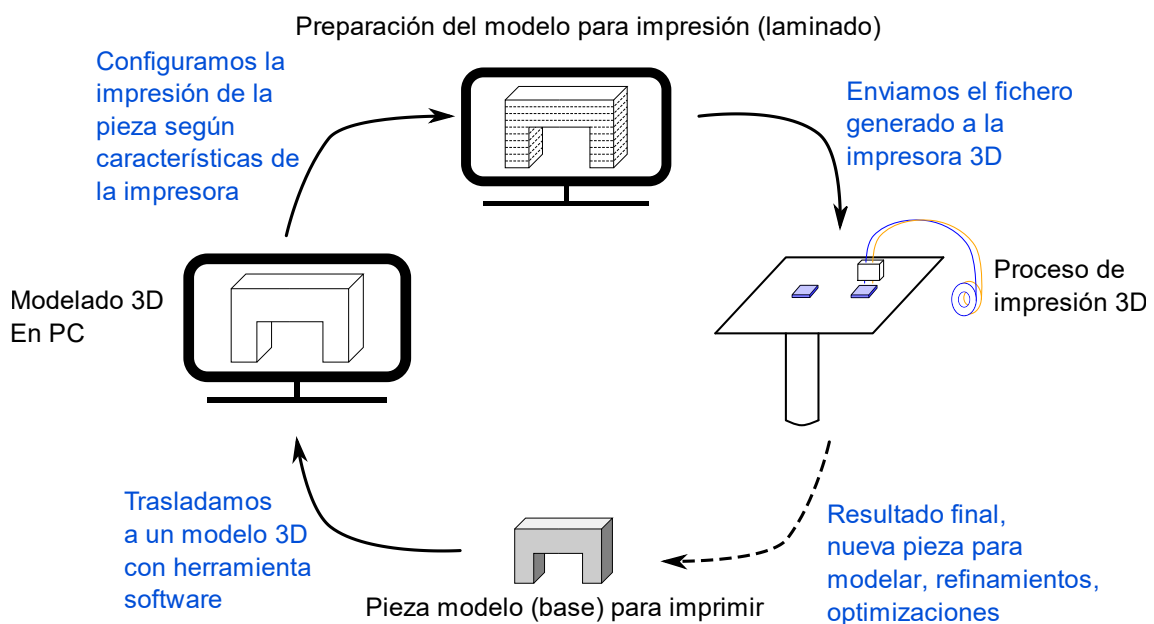 Preparación del modelo para impresión (laminado)
Configuramos la
impresión de la
pieza según
características de
la impresora
Enviamos el fichero
generado a la
impresora 3D
Modelado 3D
En PC
Proceso de
impresión 3D
Trasladamos
a un modelo 3D
con herramienta
software
Resultado final,
nueva pieza para
modelar, refinamientos,
optimizaciones
Pieza modelo (base) para imprimir